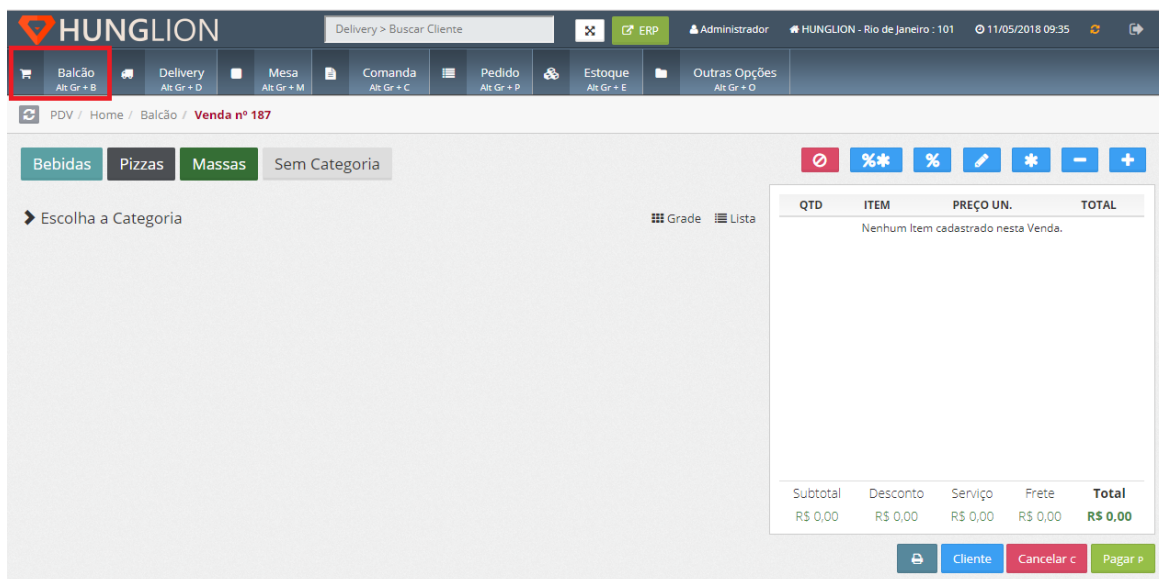 HUNGLION
Delivery > Buscar Cliente
ERP
Administrador
HUNGLION - Rio de Janeiro : 101
11/05/2018 09:35
Balcão
Alt Gr + B
Delivery
Alt Gr + D
Mesa
Alt Gr + M
Comanda
Alt Gr + C
Pedido
Alt Gr + P
Estoque
Alt Gr + E
Outras Opções
Alt Gr + O
PDV / Home / Balcão / Venda nº 187
Bebidas Pizzas Massas Sem Categoria
%* % * - +
Escolha a Categoria
Grade Lista
QTD ITEM PREÇO UN. TOTAL
Nenhum Item cadastrado nesta Venda.
Subtotal Desconto Serviço Frete Total
R$ 0,00 R$ 0,00 R$ 0,00 R$ 0,00 R$ 0,00
Cliente Cancelar C Pagar P